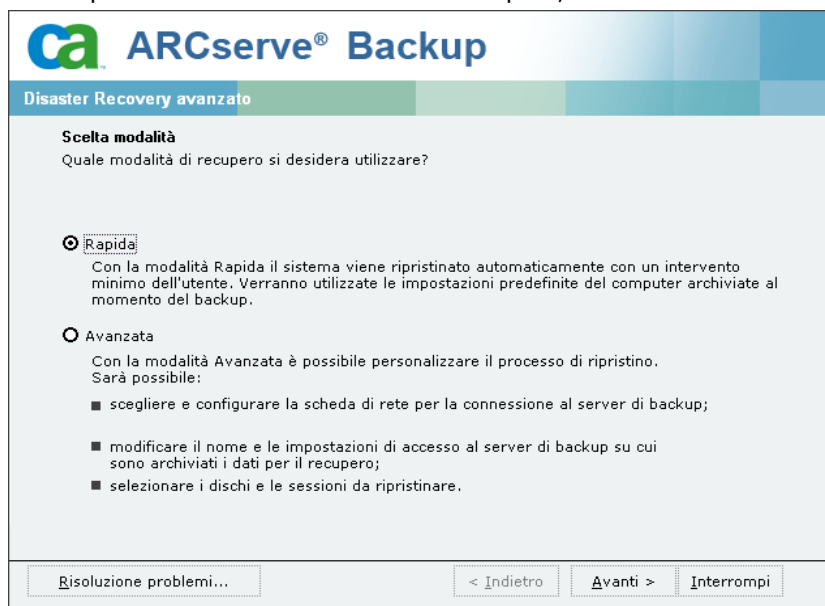 ca ARCserve® Backup
Disaster Recovery avanzato
Scelta modalità
Quale modalità di recupero si desidera utilizzare?
Rapida
Con la modalità Rapida il sistema viene ripristinato automaticamente con un intervento
minimo dell'utente. Verranno utilizzate le impostazioni predefinite del computer archiviate al
momento del backup.
Avanzata
Con la modalità Avanzata è possibile personalizzare il processo di ripristino.
Sarà possibile:
scegliere e configurare la scheda di rete per la connessione al server di backup;
modificare il nome e le impostazioni di accesso al server di backup su cui
sono archiviati i dati per il recupero;
selezionare i dischi e le sessioni da ripristinare.
Risoluzione problemi... < Indietro Avanti > Interrompi